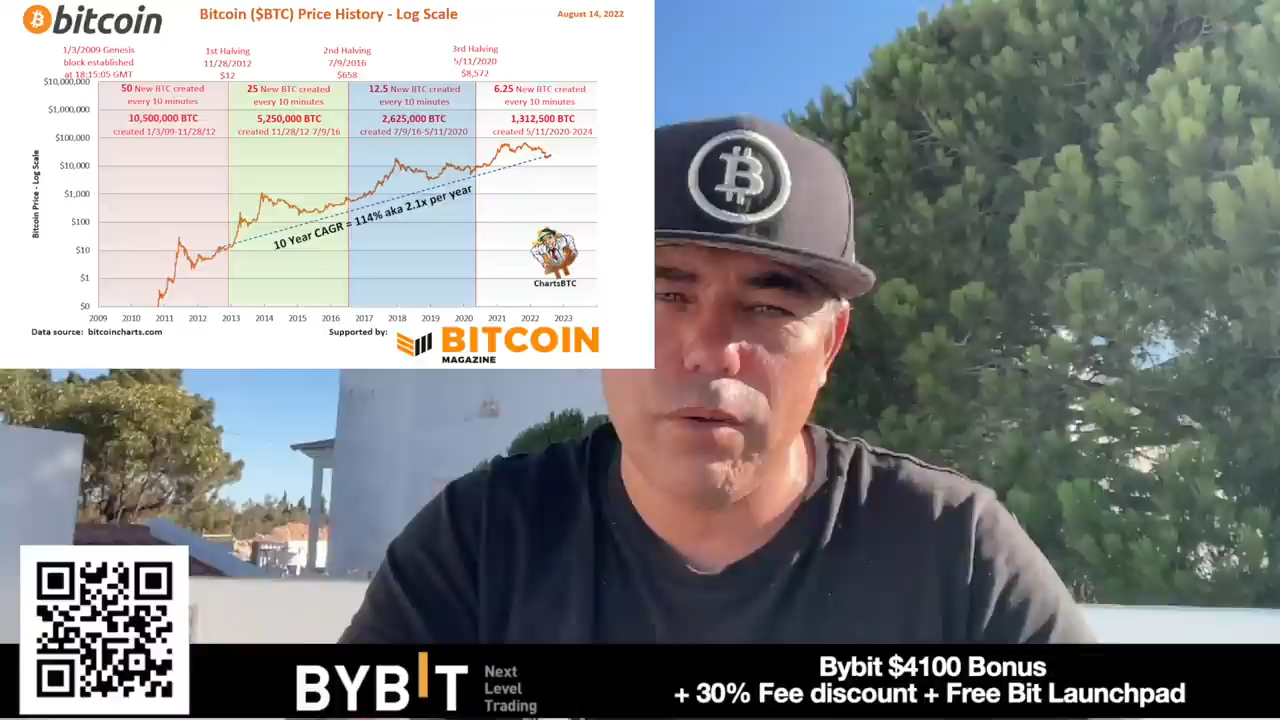 bitcoin
Bitcoin ($BTC) Price History - Log Scale
August 14, 2022
1/3/2009 Genesis
block established
at 18:15:05 GMT
1st Halving
11/28/2012
$12
2nd Halving
7/9/2016
$658
3rd Halving
5/11/2020
$8,572
50 New BTC created
every 10 minutes
10,500,000 BTC
created 1/3/09-11/28/12
25 New BTC created
every 10 minutes
5,250,000 BTC
created 11/28/12-7/9/16
12.5 New BTC created
every 10 minutes
2,625,000 BTC
created 7/9/16-5/11/2020
6.25 New BTC created
every 10 minutes
1,312,500 BTC
created 5/11/2020-2024
Bitcoin Price - Log Scale
$10,000,000
$1,000,000
$100,000
$10,000
$1,000
$100
$10
$1
$0
10 Year CAGR = 114% aka 2.1x per year
ChartsBTC
2009 2010 2011 2012 2013 2014 2015 2016 2017 2018 2019 2020 2021 2022 2023
Data source: bitcoincharts.com
Supported by:
BITCOIN
MAGAZINE
BYBIT
Next
Level
Trading
Bybit $4100 Bonus
+ 30% Fee discount + Free Bit Launchpad